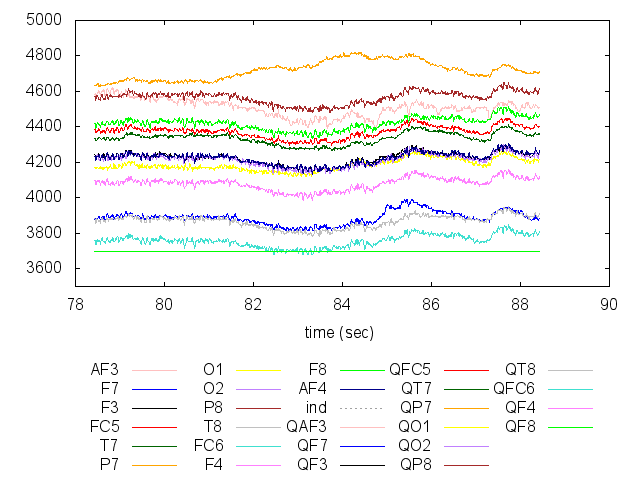 5000
4800
4600
4400
4200
4000
3800
3600
78 80 82 84 86 88 90
time (sec)
AF3 O1 F8 QFC5 QT8
F7 O2 AF4 QT7 QFC6
F3 P8 ind QP7 QF4
FC5 T8 QAF3 QO1 QF8
T7 FC6 QF7 QO2
P7 F4 QF3 QP8